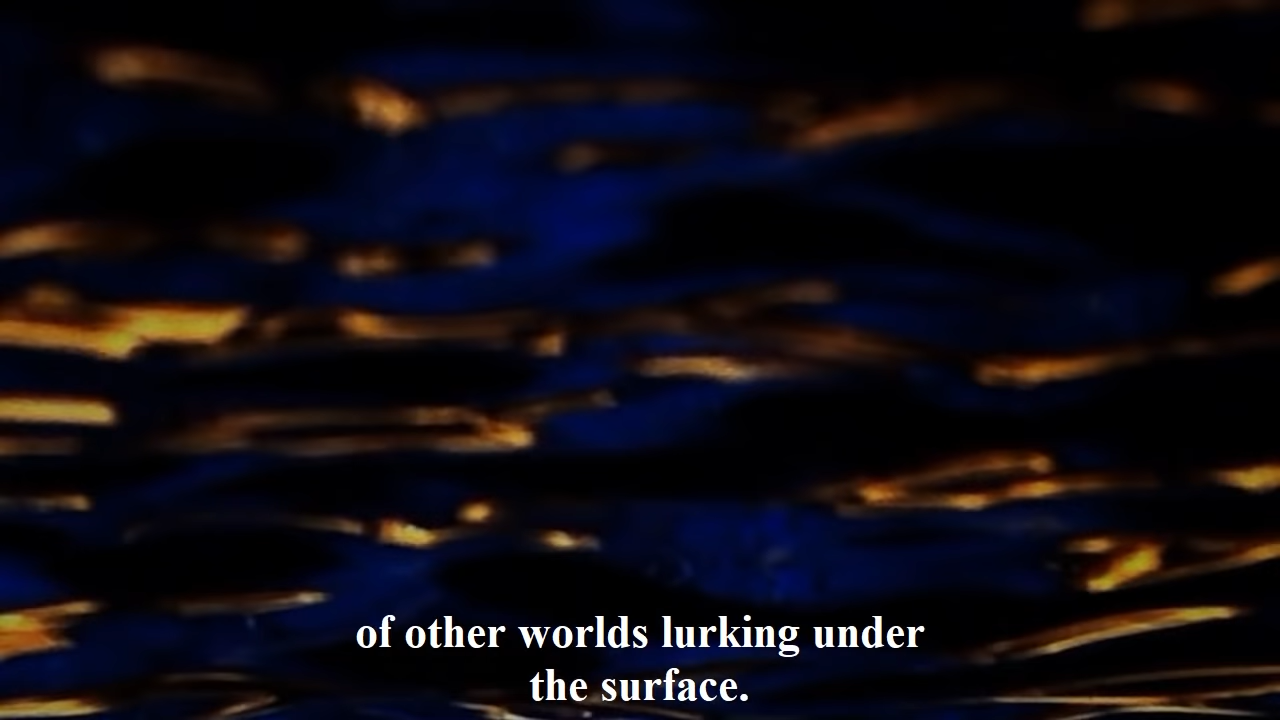 of other worlds lurking under
the surface.